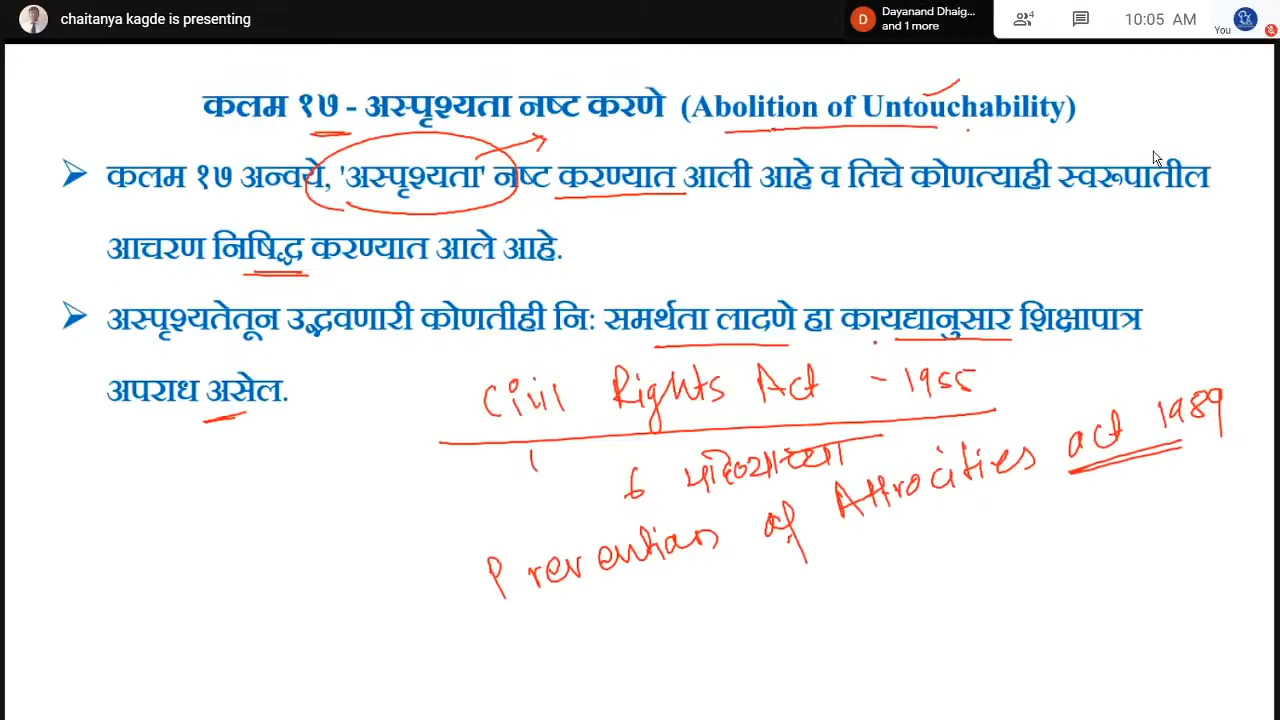 chaitanya kagde is presenting
D
Dayanand Dhaig...
and 1 more
4
10:05 AM
You
कलम १७ - अस्पृश्यता नष्ट करणे (Abolition of Untouchability)
कलम १७ अन्वये, 'अस्पृश्यता' नष्ट करण्यात आली आहे व तिचे कोणत्याही स्वरूपातील
आचरण निषिद्ध करण्यात आले आहे.
अस्पृश्यतेतून उद्भवणारी कोणतीही नि: समर्थता लादणे हा कायद्यानुसार शिक्षापात्र
अपराध असेल.
Civil Rights Act - 1955
6
Prevention of Attrocities act 1989